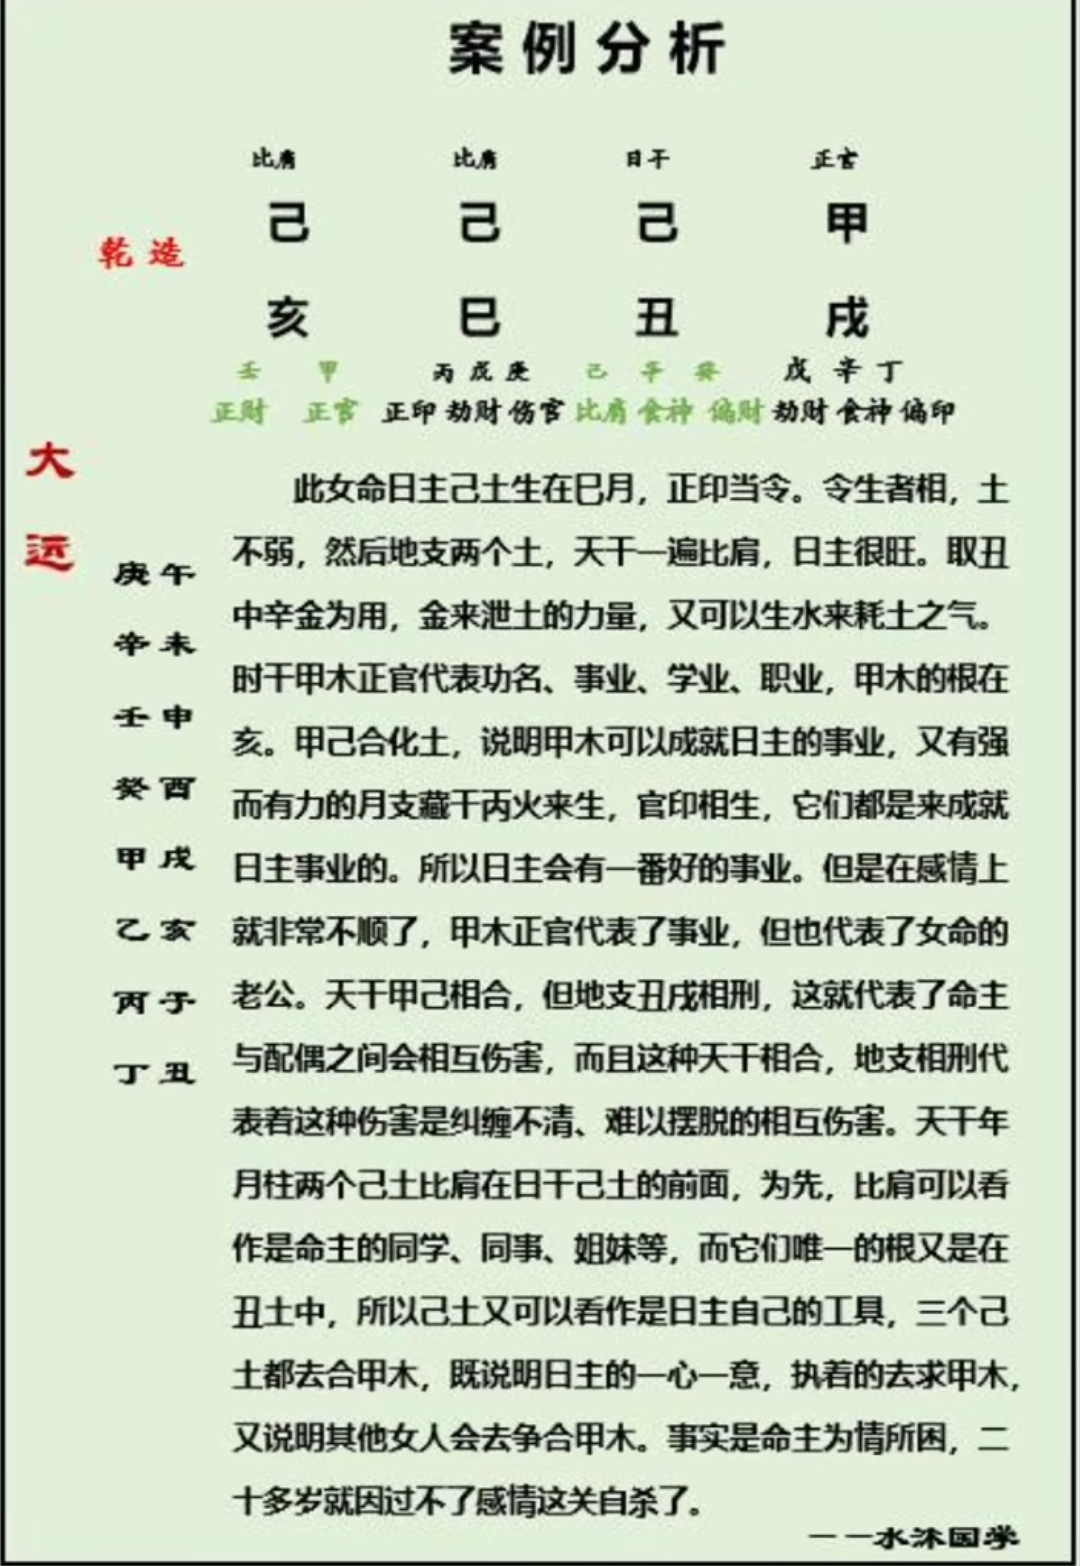 案例分析
比肩 比肩 日干 正官
己 己 己 甲
乾造
亥 巳 丑 戌
壬 甲 丙戊庚 己辛癸 戊辛丁
正财 正官 正印 劫财 伤官 比肩 食神 偏财 劫财 食神 偏印
大
运
庚午
辛未
壬申
癸酉
甲戌
乙亥
丙子
丁丑
此女命日主己土生在巳月，正印当令。令生者相，土
不弱，然后地支两个土，天干一遍比肩，日主很旺。取丑
中辛金为用，金来泄土的力量，又可以生水来耗土之气。
时干甲木正官代表功名、事业、学业、职业，甲木的根在
亥。甲己合化土，说明甲木可以成就日主的事业，又有强
而有力的月支藏干丙火来生，官印相生，它们都是来成就
日主事业的。所以日主会有一番好的事业。但是在感情上
就非常不顺了，甲木正官代表了事业，但也代表了女命的
老公。天干甲己相合，但地支丑戌相刑，这就代表了命主
与配偶之间会相互伤害，而且这种天干相合，地支相刑代
表着这种伤害是纠缠不清、难以摆脱的相互伤害。天干年
月柱两个己土比肩在日干己土的前面，为先，比肩可以看
作是命主的同学、同事、姐妹等，而它们唯一的根又是在
丑土中，所以己土又可以看作是日主自己的工具，三个己
土都去合甲木，既说明日主的一心一意，执着的去求甲木，
又说明其他女人会去争合甲木。事实是命主为情所困，二
十多岁就因过不了感情这关自杀了。
——水沐国学